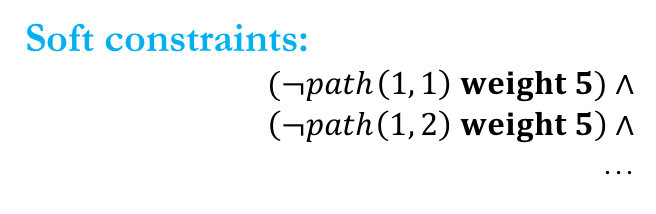 Soft constraints:
(¬path(1, 1) weight 5) ∧
(¬path(1, 2) weight 5) ∧
…